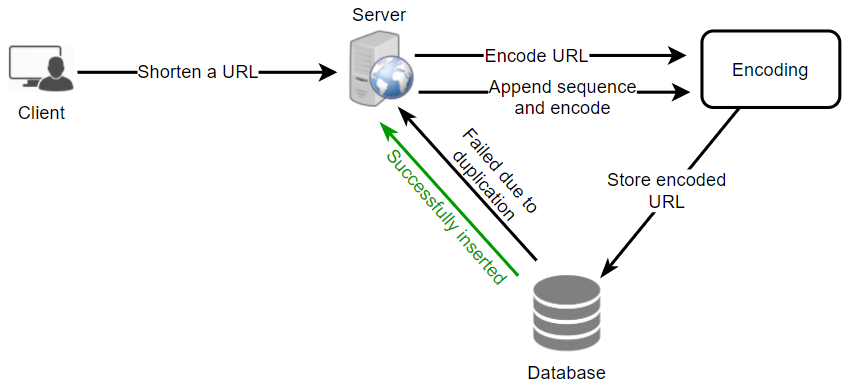 Server
Client
Shorten a URL
Encode URL
Append sequence
and encode
Encoding
Failed due to
duplication
Successfully inserted
Store encoded
URL
Database